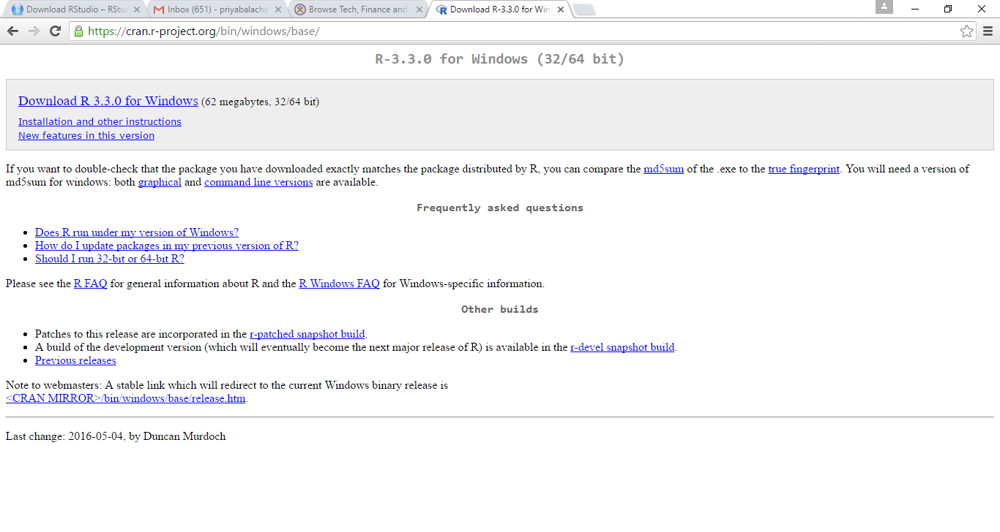 Download RStudio – RStu
Inbox (651) - priyabalacha
Browse Tech, Finance and
Download R-3.3.0 for Win
https://cran.r-project.org/bin/windows/base/
R-3.3.0 for Windows (32/64 bit)
Download R 3.3.0 for Windows (62 megabytes, 32/64 bit)
Installation and other instructions
New features in this version
If you want to double-check that the package you have downloaded exactly matches the package distributed by R, you can compare the md5sum of the .exe to the true fingerprint. You will need a version of
md5sum for windows: both graphical and command line versions are available.
Frequently asked questions
Does R run under my version of Windows?
How do I update packages in my previous version of R?
Should I run 32-bit or 64-bit R?
Please see the R FAQ for general information about R and the R Windows FAQ for Windows-specific information.
Other builds
Patches to this release are incorporated in the r-patched snapshot build.
A build of the development version (which will eventually become the next major release of R) is available in the r-devel snapshot build.
Previous releases
Note to webmasters: A stable link which will redirect to the current Windows binary release is
<CRAN MIRROR>/bin/windows/base/release.htm.
Last change: 2016-05-04, by Duncan Murdoch